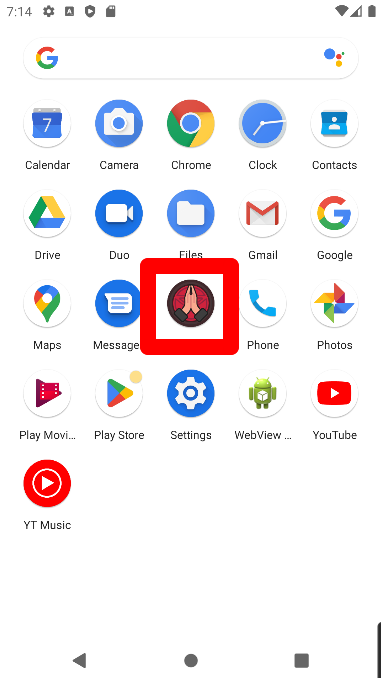 7:14
Calendar Camera Chrome Clock Contacts
Drive Duo Files Gmail Google
Maps Message Phone Photos
Play Movi... Play Store Settings WebView ... YouTube
YT Music